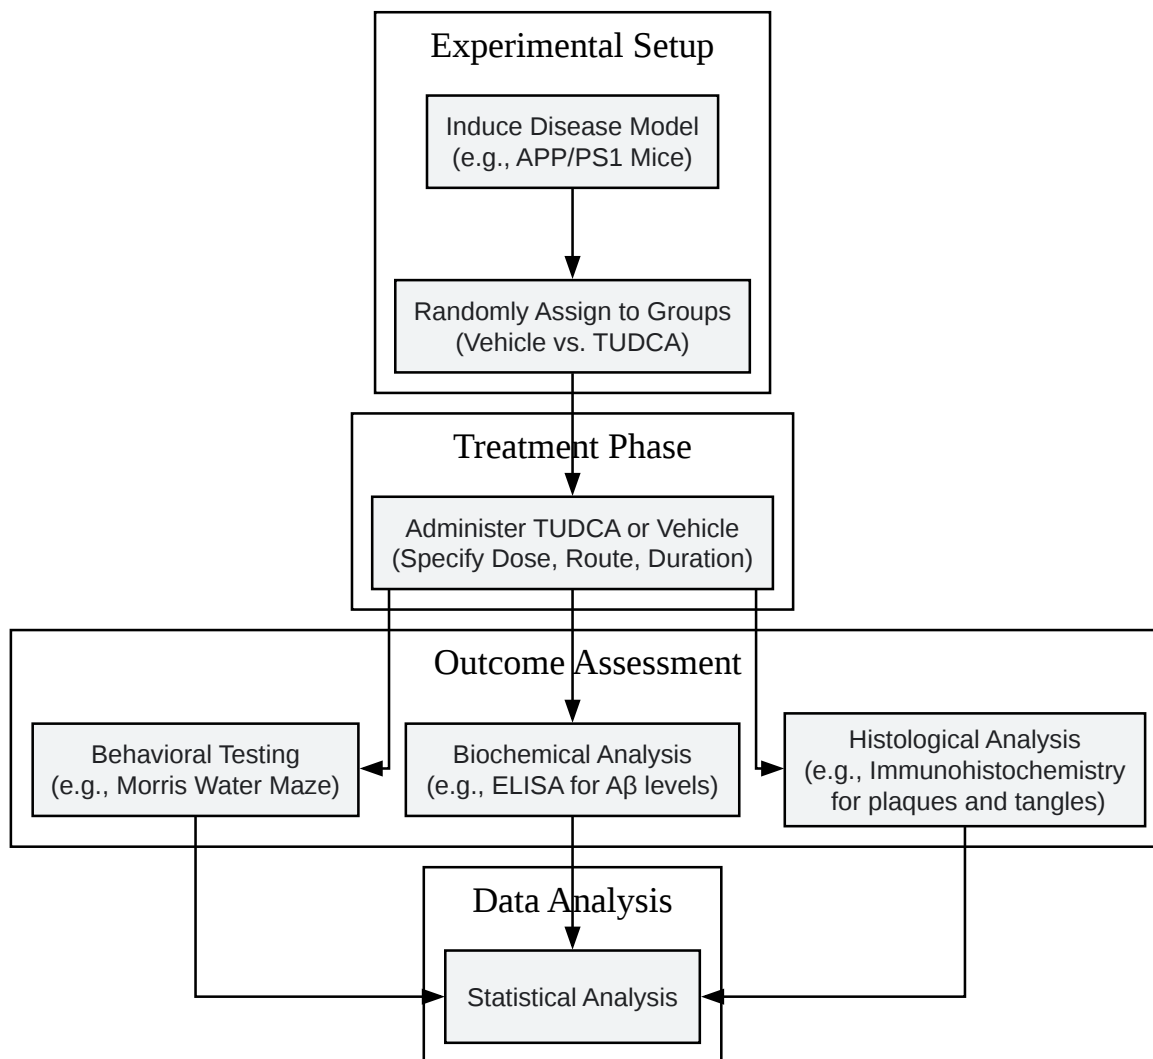 Experimental Setup
Induce Disease Model
(e.g., APP/PS1 Mice)
Randomly Assign to Groups
(Vehicle vs. TUDCA)
Treatment Phase
Administer TUDCA or Vehicle
(Specify Dose, Route, Duration)
Outcome Assessment
Behavioral Testing
(e.g., Morris Water Maze)
Biochemical Analysis
(e.g., ELISA for Aβ levels)
Histological Analysis
(e.g., Immunohistochemistry
for plaques and tangles)
Data Analysis
Statistical Analysis